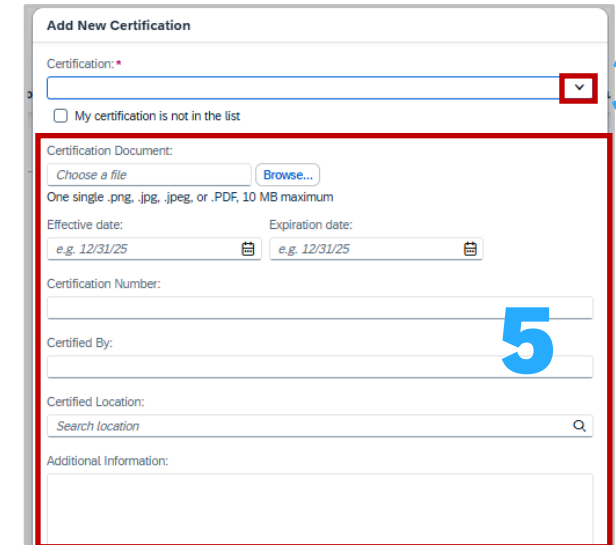 Add New Certification
Certification: *
My certification is not in the list
Certification Document:
Choose a file Browse...
One single .png, .jpg, .jpeg, or .PDF, 10 MB maximum
Effective date: Expiration date:
e.g. 12/31/25 e.g. 12/31/25
Certification Number:
5
Certified By:
Certified Location:
Search location
Additional Information: